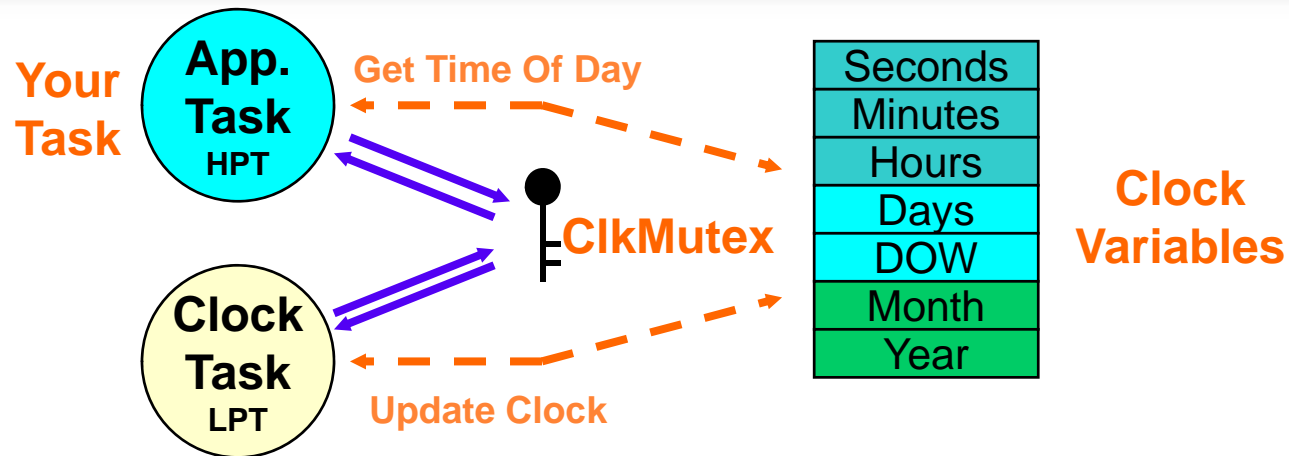 Your
Task
App.
Task
HPT
Get Time Of Day
ClkMutex
Clock
Task
LPT
Update Clock
Seconds
Minutes
Hours
Days
DOW
Month
Year
Clock
Variables